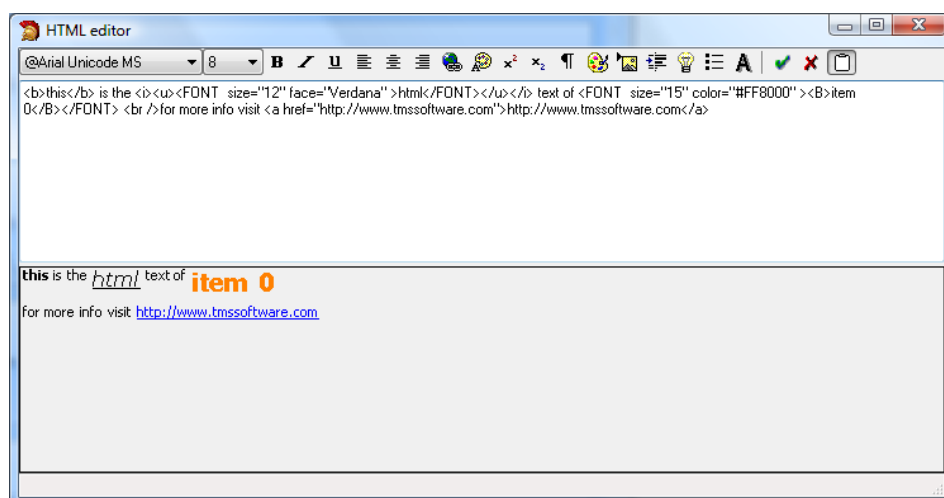 HTML editor
@Arial Unicode MS 8 B I U x² x₂ ¶ A
<b>this</b> is the <i><u><FONT  size="12" face="Verdana" >html</FONT></u></i> text of <FONT  size="15" color="#FF8000" ><B>item
0</B></FONT> <br />for more info visit <a href="http://www.tmssoftware.com">http://www.tmssoftware.com</a>
this is the html text of item 0
for more info visit http://www.tmssoftware.com